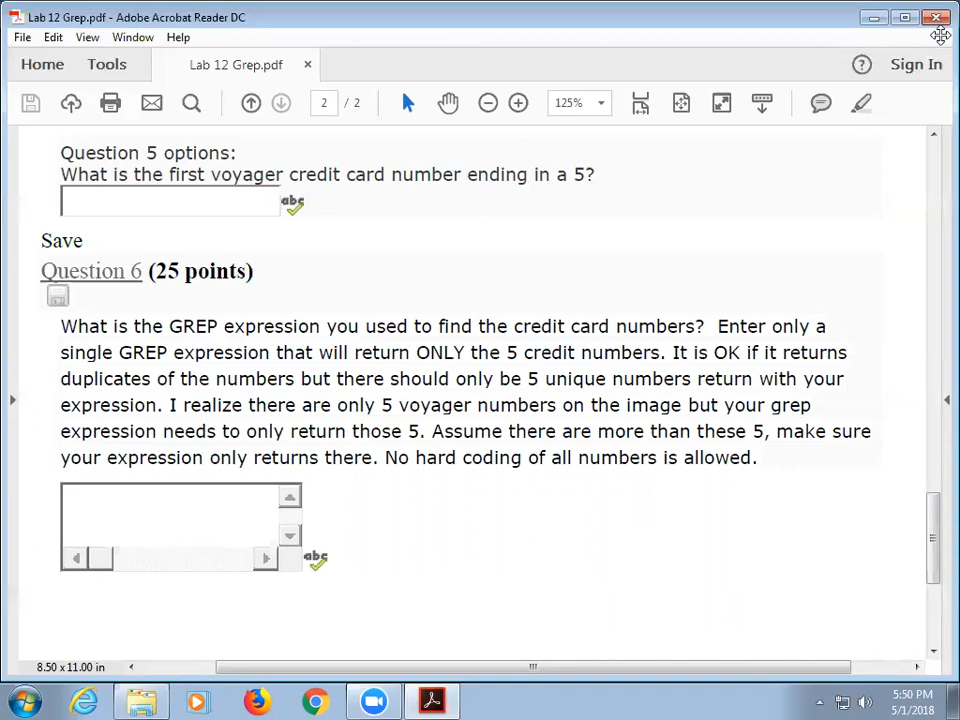 Lab 12 Grep.pdf - Adobe Acrobat Reader DC
File Edit View Window Help
Home Tools Lab 12 Grep.pdf × ? Sign In
2 / 2 125%
Question 5 options:
What is the first voyager credit card number ending in a 5?
abc
Save
Question 6 (25 points)
What is the GREP expression you used to find the credit card numbers?  Enter only a
single GREP expression that will return ONLY the 5 credit numbers. It is OK if it returns
duplicates of the numbers but there should only be 5 unique numbers return with your
expression. I realize there are only 5 voyager numbers on the image but your grep
expression needs to only return those 5. Assume there are more than these 5, make sure
your expression only returns there. No hard coding of all numbers is allowed.
abc
8.50 x 11.00 in
5:50 PM
5/1/2018